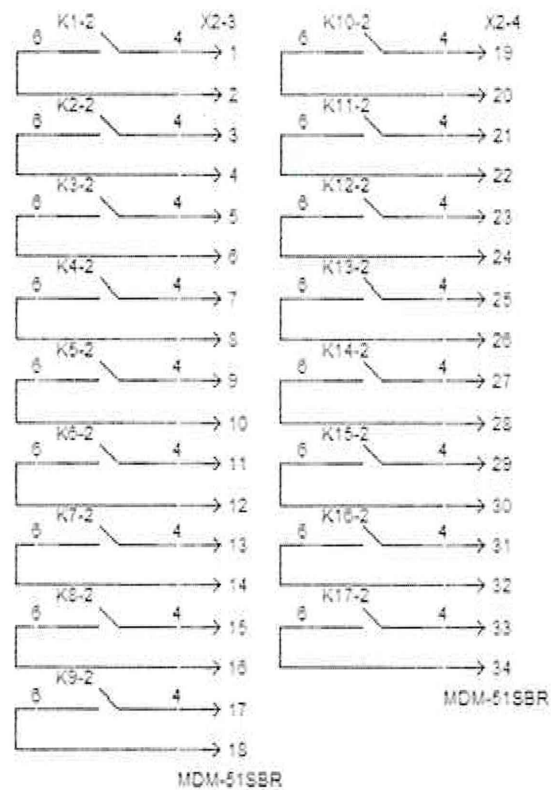 K1-2 X2-3
6 4 1
2
K2-2
6 4 3
4
K3-2
6 4 5
6
K4-2
6 4 7
8
K5-2
6 4 9
10
K6-2
6 4 11
12
K7-2
6 4 13
14
K8-2
6 4 15
16
K9-2
6 4 17
18
MDM-51SBR
K10-2 X2-4
6 4 19
20
K11-2
6 4 21
22
K12-2
6 4 23
24
K13-2
6 4 25
26
K14-2
6 4 27
28
K15-2
6 4 29
30
K16-2
6 4 31
32
K17-2
6 4 33
34
MDM-51SBR